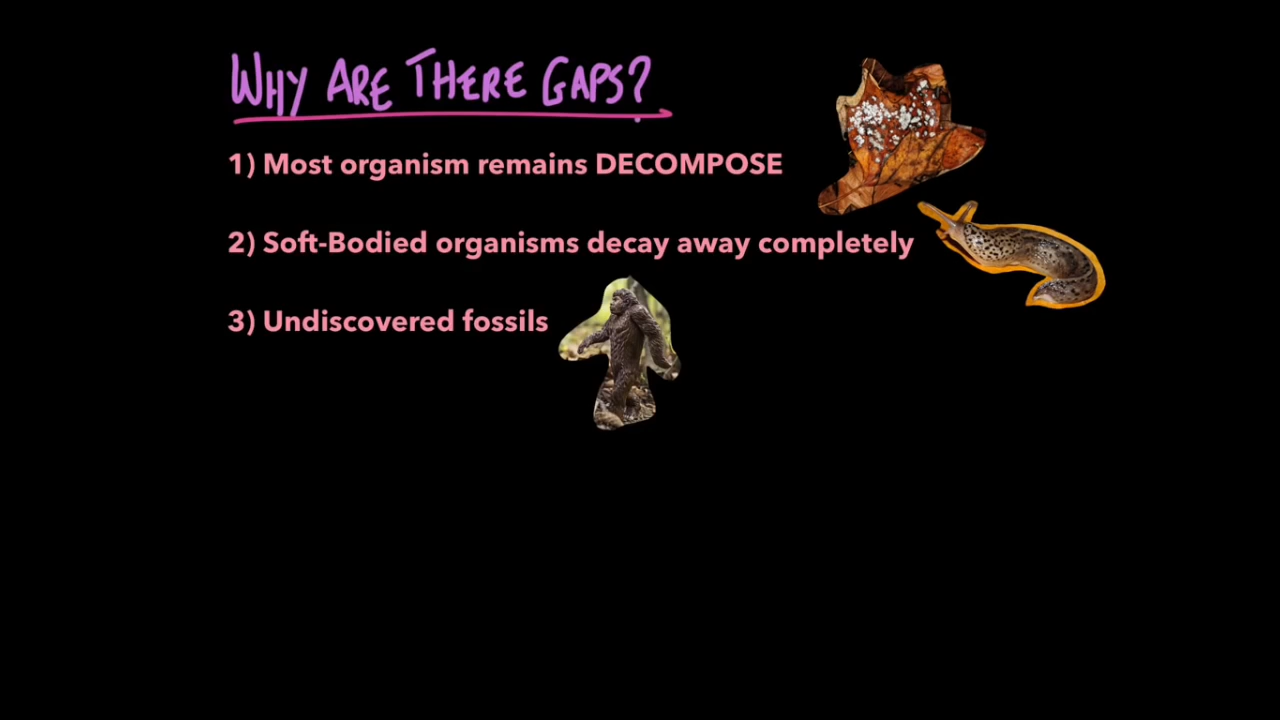 WHY ARE THERE GAPS?
1) Most organism remains DECOMPOSE
2) Soft-Bodied organisms decay away completely
3) Undiscovered fossils